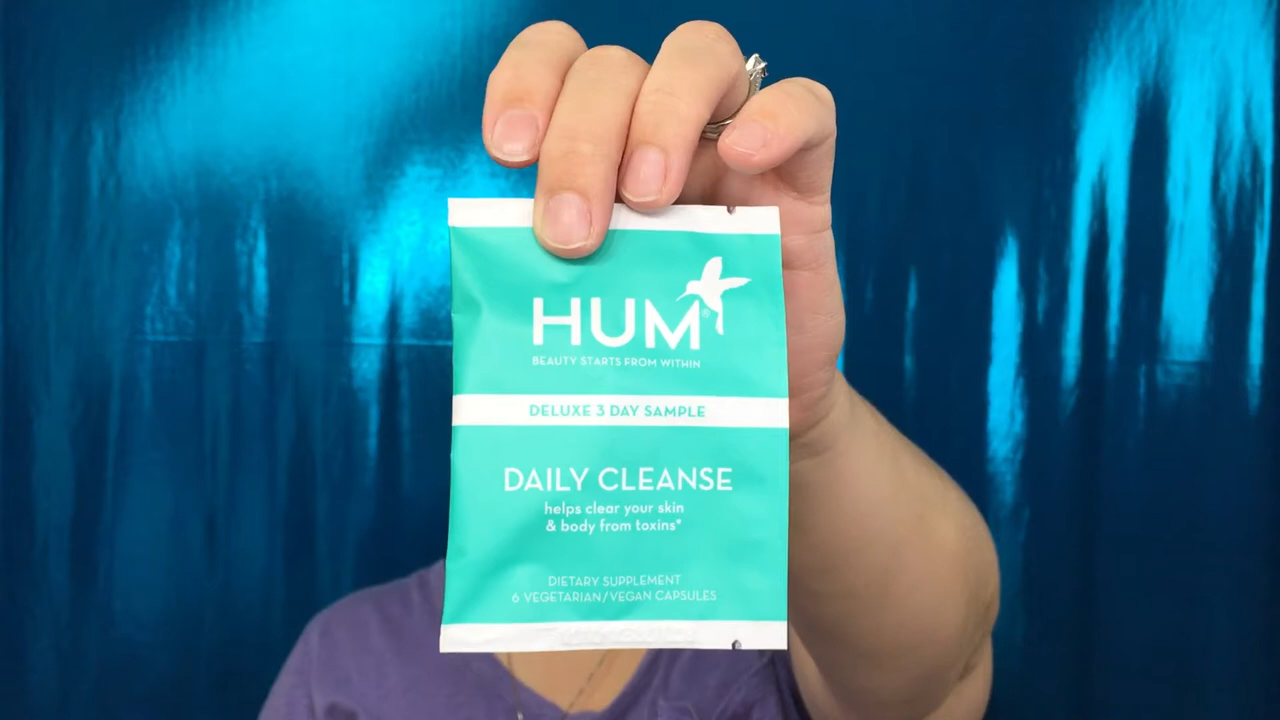 HUM®
BEAUTY STARTS FROM WITHIN
DELUXE 3 DAY SAMPLE
DAILY CLEANSE
helps clear your skin
& body from toxins*
DIETARY SUPPLEMENT
6 VEGETARIAN/VEGAN CAPSULES